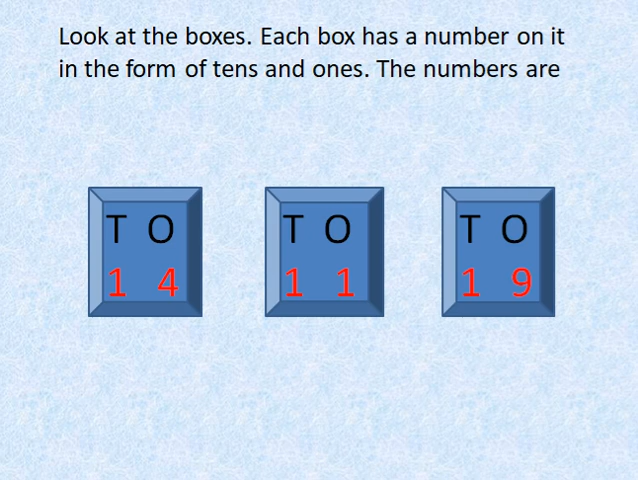 Look at the boxes. Each box has a number on it
in the form of tens and ones. The numbers are
T O T O T O
1 4 1 1 1 9